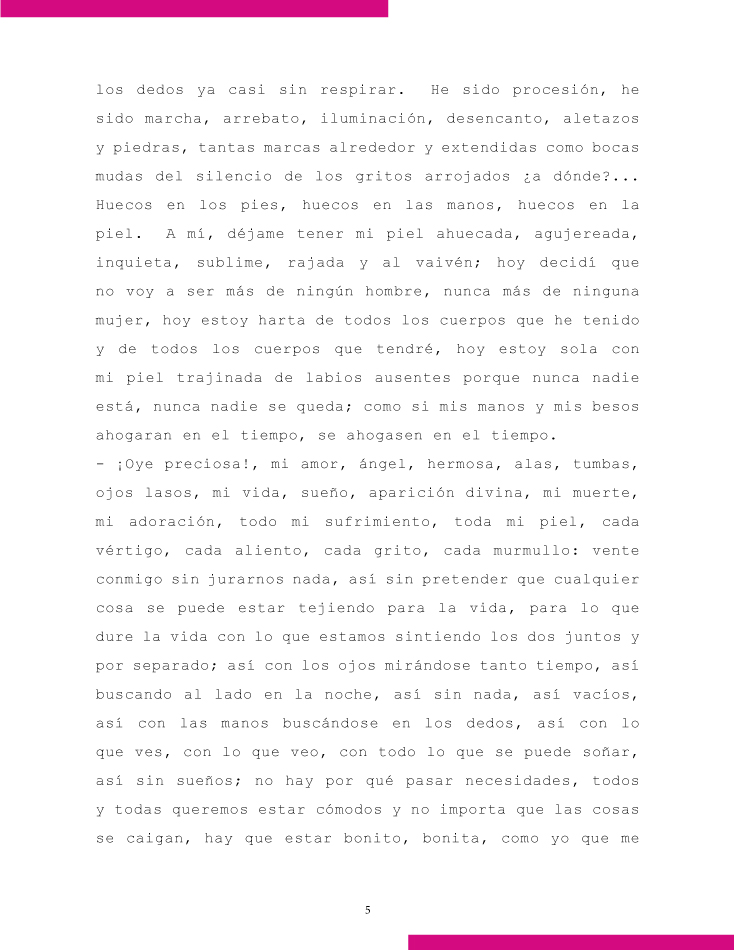 los dedos ya casi sin respirar.  He sido procesión, he
sido marcha, arrebato, iluminación, desencanto, aletazos
y piedras, tantas marcas alrededor y extendidas como bocas
mudas del silencio de los gritos arrojados ¿a dónde?...
Huecos en los pies, huecos en las manos, huecos en la
piel.  A mí, déjame tener mi piel ahuecada, agujereada,
inquieta, sublime, rajada y al vaivén; hoy decidí que
no voy a ser más de ningún hombre, nunca más de ninguna
mujer, hoy estoy harta de todos los cuerpos que he tenido
y de todos los cuerpos que tendré, hoy estoy sola con
mi piel trajinada de labios ausentes porque nunca nadie
está, nunca nadie se queda; como si mis manos y mis besos
ahogaran en el tiempo, se ahogasen en el tiempo.
- ¡Oye preciosa!, mi amor, ángel, hermosa, alas, tumbas,
ojos lasos, mi vida, sueño, aparición divina, mi muerte,
mi adoración, todo mi sufrimiento, toda mi piel, cada
vértigo, cada aliento, cada grito, cada murmullo: vente
conmigo sin jurarnos nada, así sin pretender que cualquier
cosa se puede estar tejiendo para la vida, para lo que
dure la vida con lo que estamos sintiendo los dos juntos y
por separado; así con los ojos mirándose tanto tiempo, así
buscando al lado en la noche, así sin nada, así vacíos,
así con las manos buscándose en los dedos, así con lo
que ves, con lo que veo, con todo lo que se puede soñar,
así sin sueños; no hay por qué pasar necesidades, todos
y todas queremos estar cómodos y no importa que las cosas
se caigan, hay que estar bonito, bonita, como yo que me
5